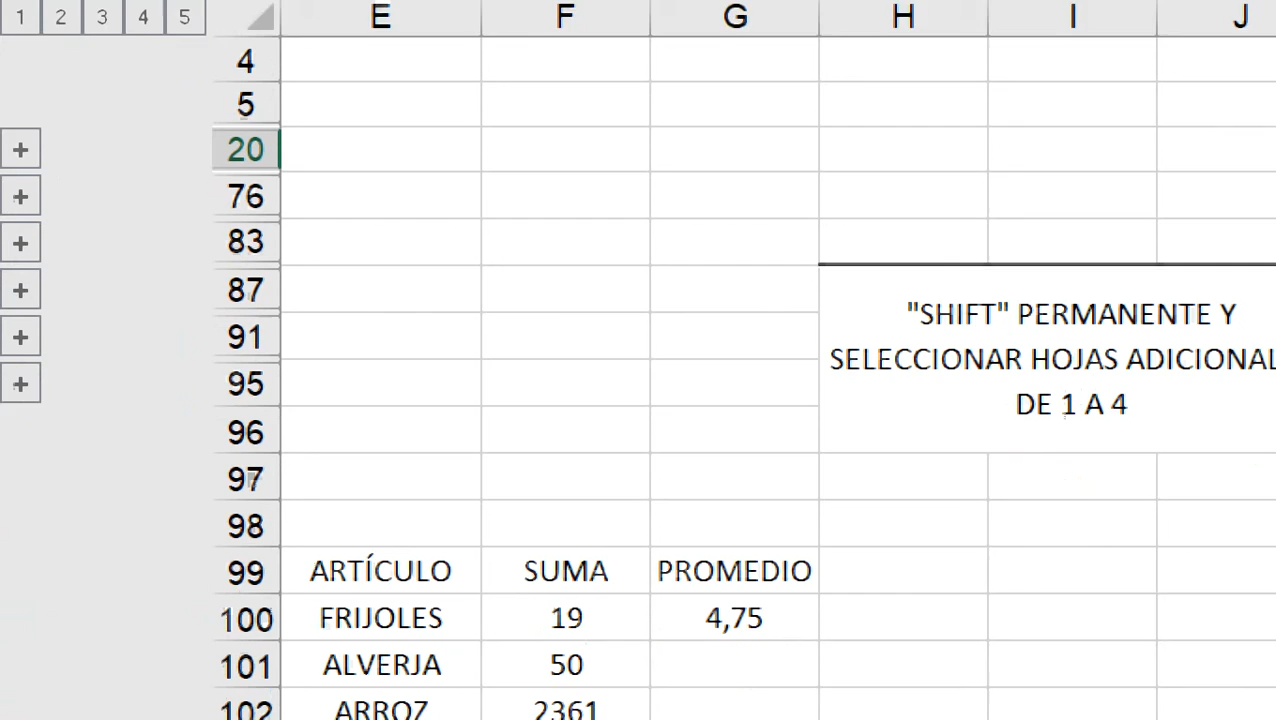 1 2 3 4 5 E F G H I J
4
5
+ 20
+ 76
+ 83
+ 87
"SHIFT" PERMANENTE Y
+ 91
SELECCIONAR HOJAS ADICIONAL
+ 95
DE 1 A 4
96
97
98
99 ARTÍCULO SUMA PROMEDIO
100 FRIJOLES 19 4,75
101 ALVERJA 50
102 ARROZ 2361